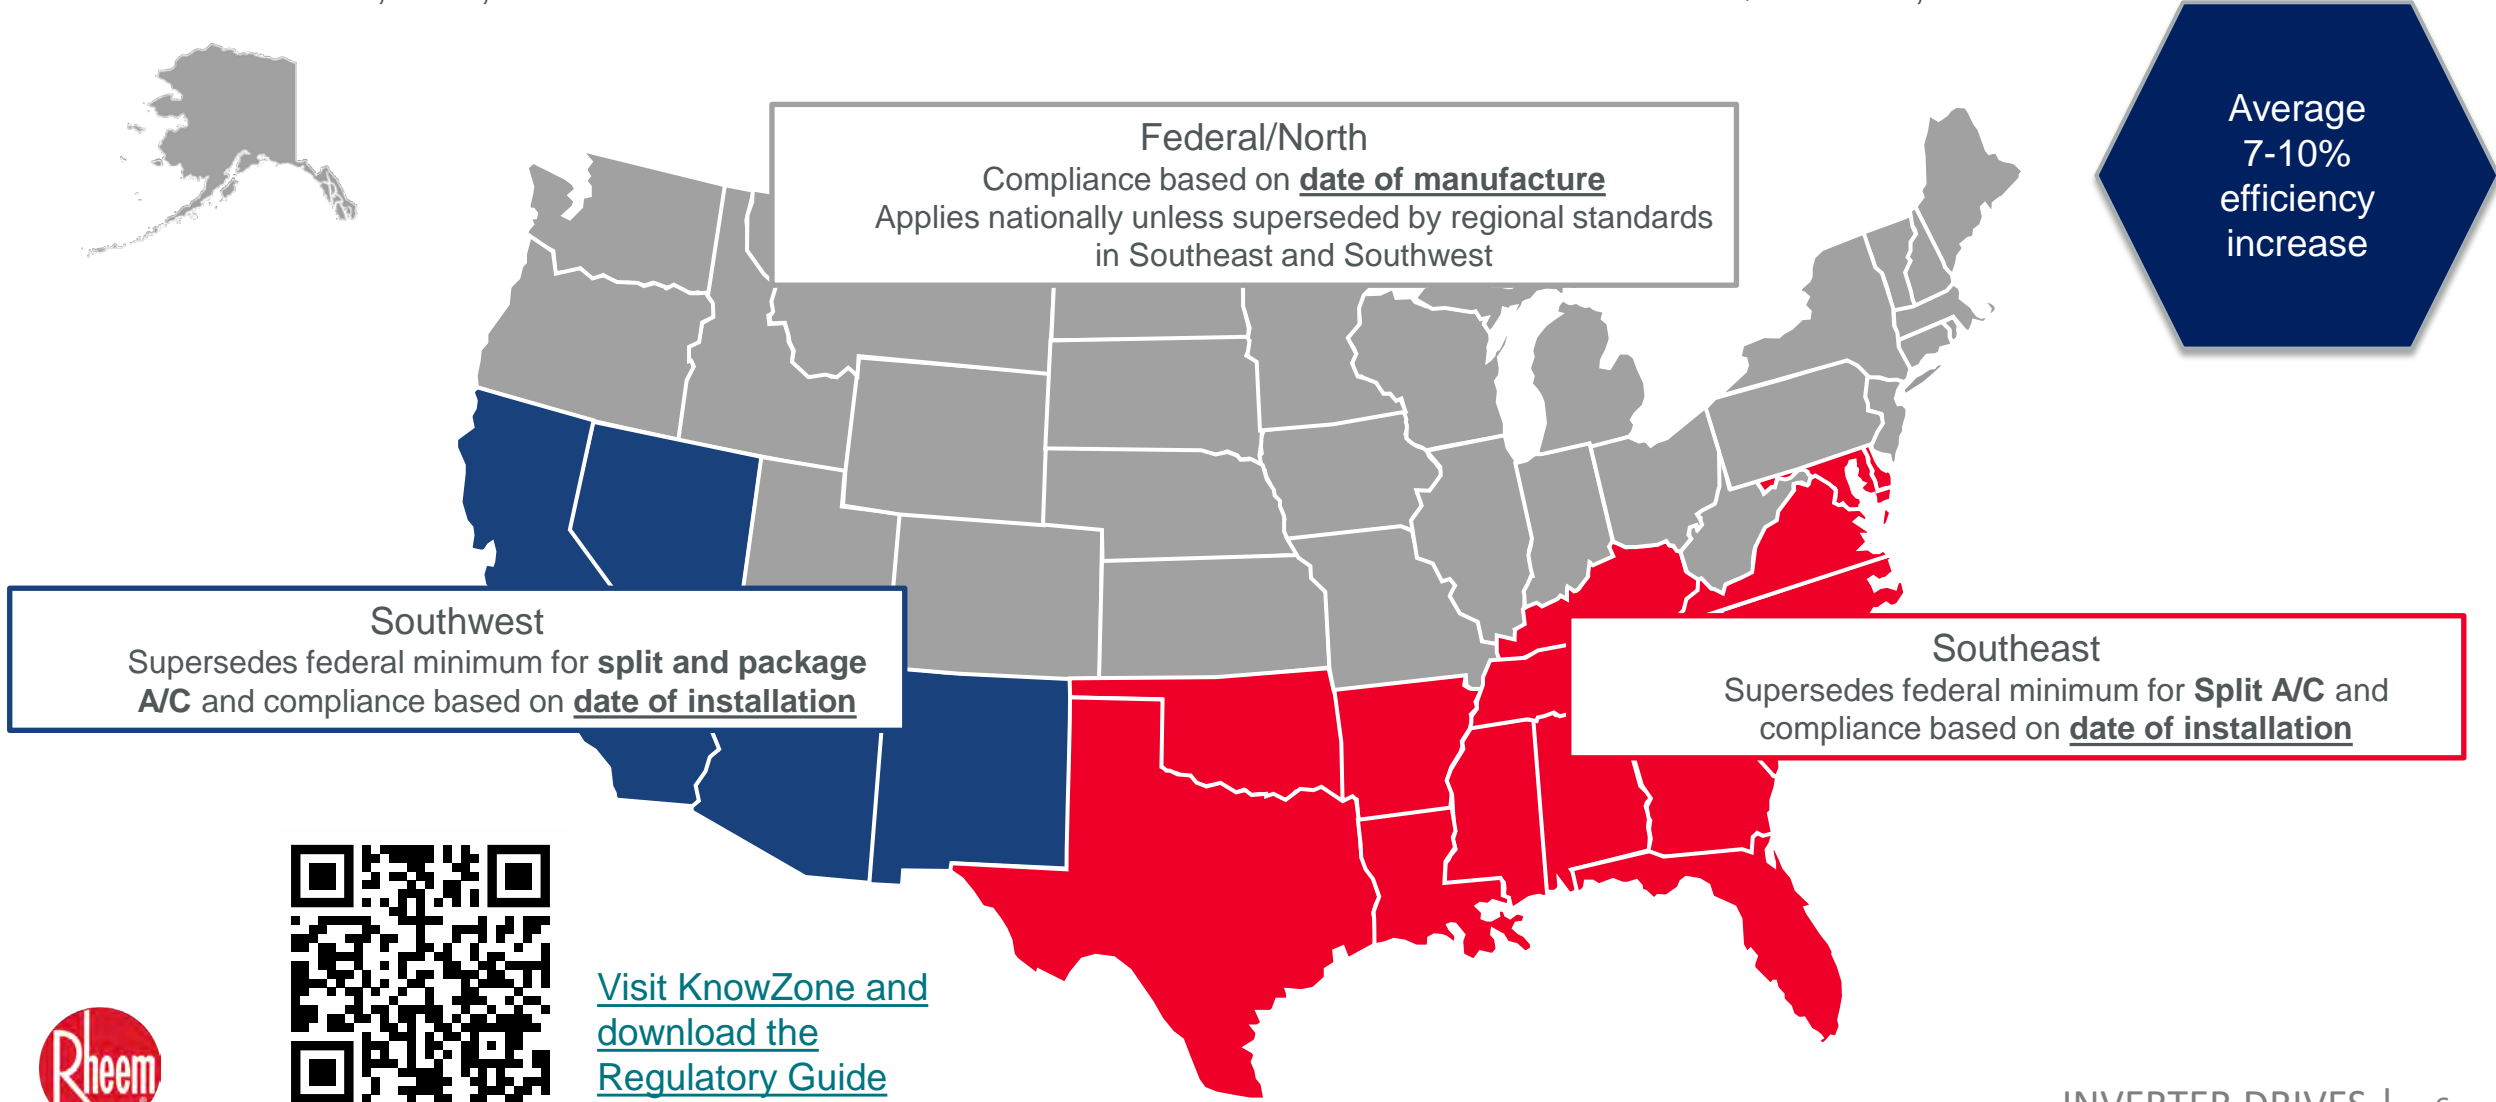 Federal/North
Compliance based on date of manufacture
Applies nationally unless superseded by regional standards
in Southeast and Southwest
Average
7-10%
efficiency
increase
Southwest
Supersedes federal minimum for split and package
A/C and compliance based on date of installation
Southeast
Supersedes federal minimum for Split A/C and
compliance based on date of installation
Visit KnowZone and
download the
Regulatory Guide
Rheem
INVERTER DRIVES |